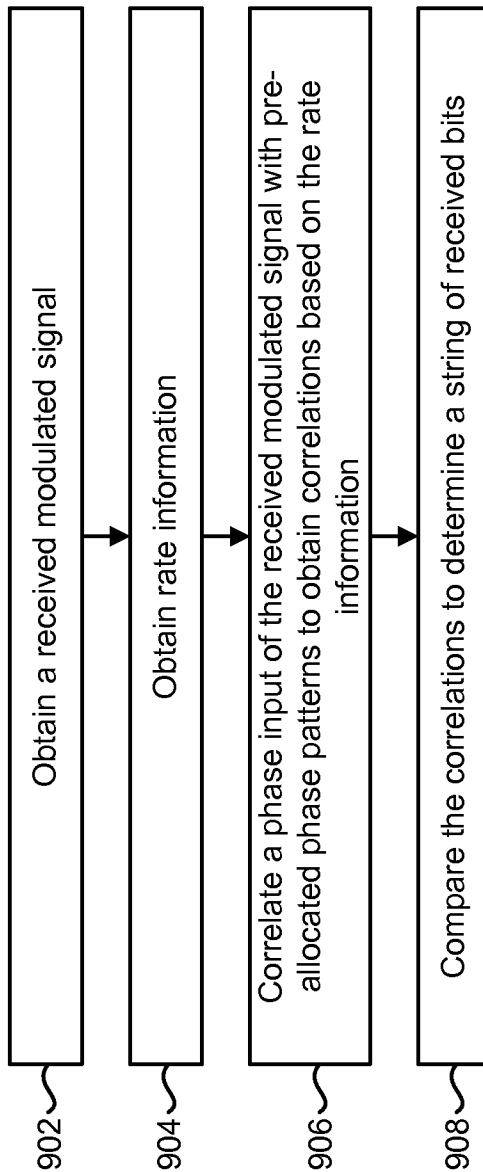 902
Obtain a received modulated signal
904
Obtain rate information
906
Correlate a phase input of the received modulated signal with pre-
allocated phase patterns to obtain correlations based on the rate
information
908
Compare the correlations to determine a string of received bits